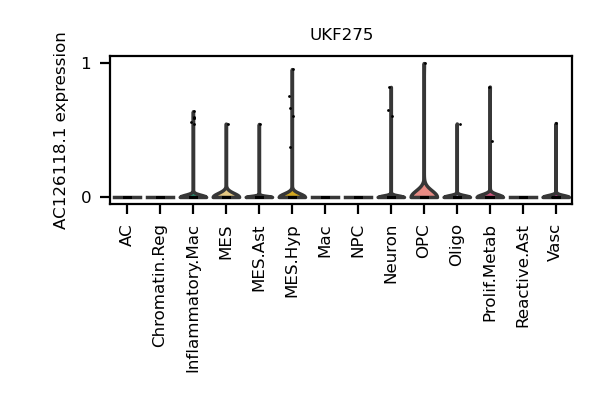 UKF275
AC126118.1 expression
1
0
AC
Chromatin.Reg
Inflammatory.Mac
MES
MES.Ast
MES.Hyp
Mac
NPC
Neuron
OPC
Oligo
Prolif.Metab
Reactive.Ast
Vasc